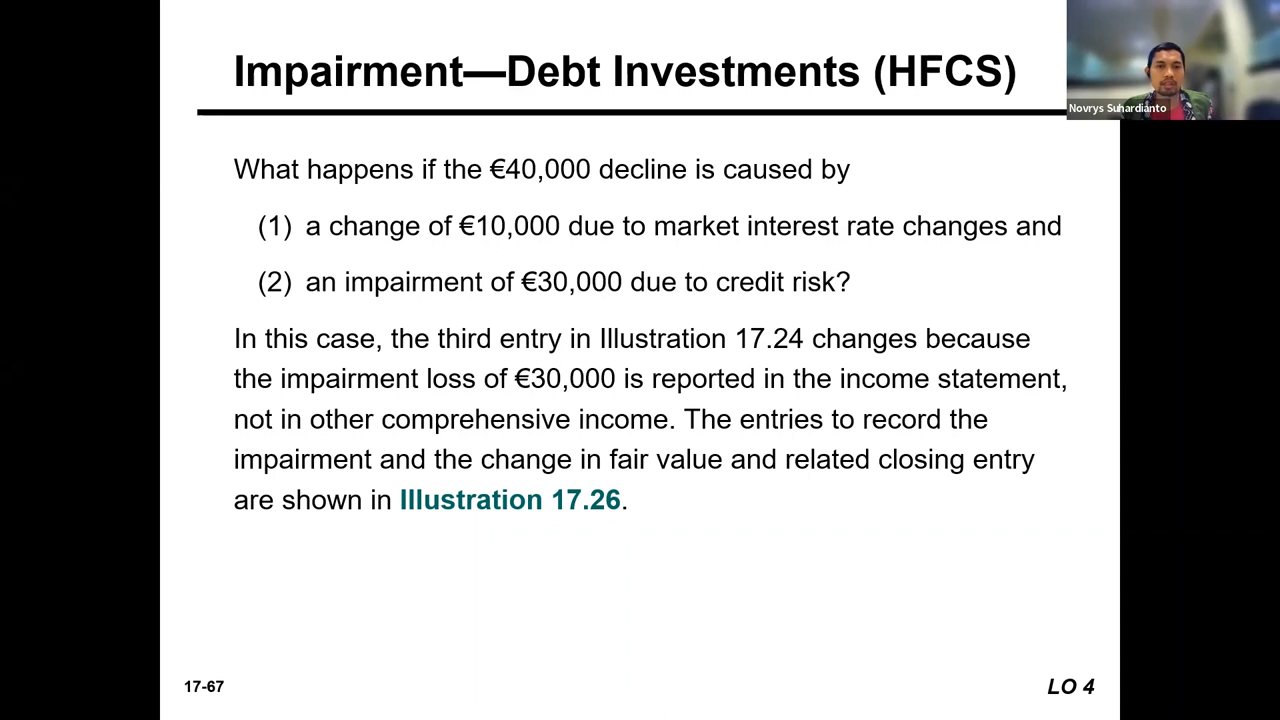 Impairment—Debt Investments (HFCS)
Novrys Suhardianto
What happens if the €40,000 decline is caused by
(1) a change of €10,000 due to market interest rate changes and
(2) an impairment of €30,000 due to credit risk?
In this case, the third entry in Illustration 17.24 changes because
the impairment loss of €30,000 is reported in the income statement,
not in other comprehensive income. The entries to record the
impairment and the change in fair value and related closing entry
are shown in Illustration 17.26.
17-67
LO 4